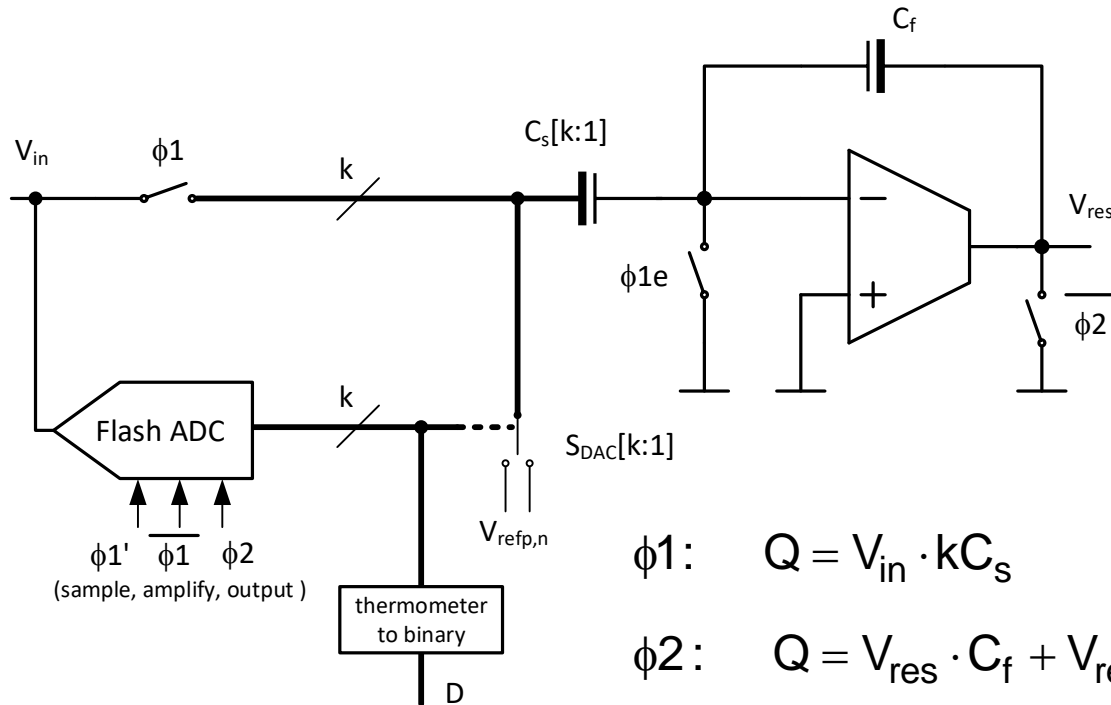 C_f
C_s[k:1]
V_in
ϕ1
k
V_res
−
+
ϕ1e
ϕ2
Flash ADC
k
S_DAC[k:1]
V_refp,n
ϕ1' ϕ1 ϕ2
(sample, amplify, output )
thermometer
to binary
D
ϕ1: Q = V_in · kC_s
ϕ2: Q = V_res · C_f + V_re